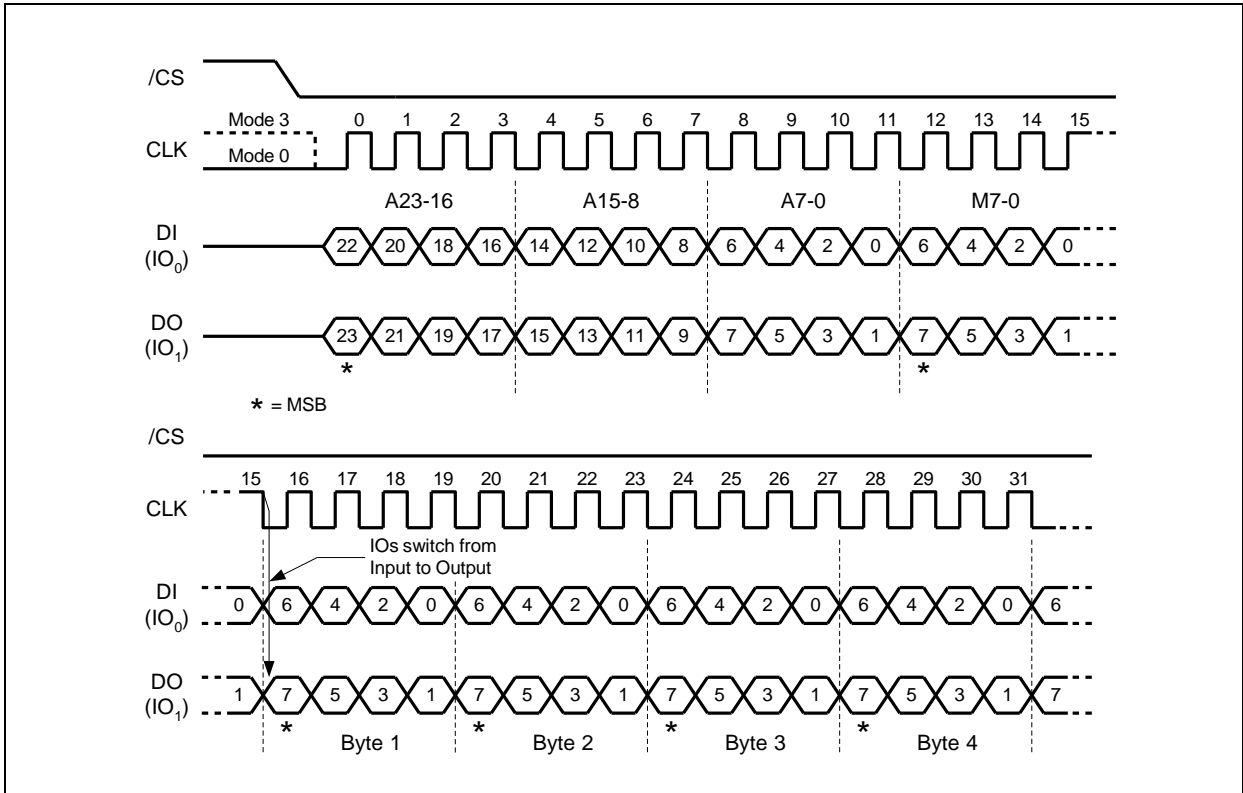 /CS
Mode 3 0 1 2 3 4 5 6 7 8 9 10 11 12 13 14 15
CLK
Mode 0
A23-16 A15-8 A7-0 M7-0
DI
(IO0) 22 20 18 16 14 12 10 8 6 4 2 0 6 4 2 0
DO
(IO1) 23 21 19 17 15 13 11 9 7 5 3 1 7 5 3 1
* *
* = MSB
/CS
15 16 17 18 19 20 21 22 23 24 25 26 27 28 29 30 31
CLK
IOs switch from
Input to Output
DI
(IO0) 0 6 4 2 0 6 4 2 0 6 4 2 0 6 4 2 0 6
DO
(IO1) 1 7 5 3 1 7 5 3 1 7 5 3 1 7 5 3 1 7
* * * *
Byte 1 Byte 2 Byte 3 Byte 4